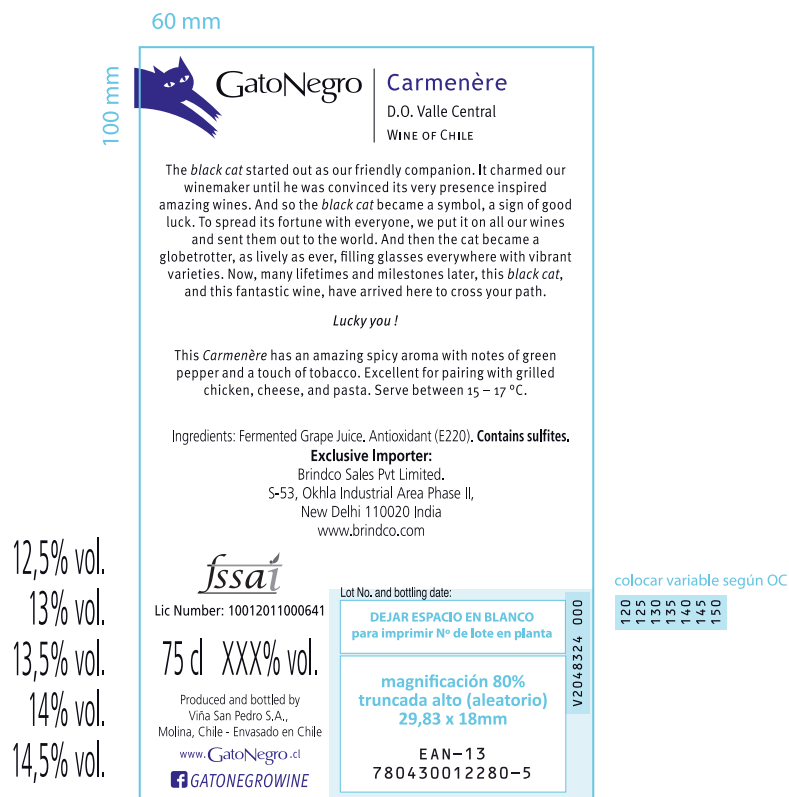 60 mm
100 mm
GatoNegro
Carmenère
D.O. Valle Central
WINE OF CHILE
The black cat started out as our friendly companion. It charmed our
winemaker until he was convinced its very presence inspired
amazing wines. And so the black cat became a symbol, a sign of good
luck. To spread its fortune with everyone, we put it on all our wines
and sent them out to the world. And then the cat became a
globetrotter, as lively as ever, filling glasses everywhere with vibrant
varieties. Now, many lifetimes and milestones later, this black cat,
and this fantastic wine, have arrived here to cross your path.
Lucky you !
This Carmenère has an amazing spicy aroma with notes of green
pepper and a touch of tobacco. Excellent for pairing with grilled
chicken, cheese, and pasta. Serve between 15 – 17 °C.
Ingredients: Fermented Grape Juice. Antioxidant (E220). Contains sulfites.
Exclusive Importer:
Brindco Sales Pvt Limited.
S-53, Okhla Industrial Area Phase II,
New Delhi 110020 India
www.brindco.com
12,5% vol.
13% vol.
13,5% vol.
14% vol.
14,5% vol.
fssai
Lic Number: 10012011000641
75 cl XXX% vol.
Produced and bottled by
Viña San Pedro S.A.,
Molina, Chile - Envasado en Chile
www.GatoNegro.cl
GATONEGROWINE
Lot No. and bottling date:
DEJAR ESPACIO EN BLANCO
para imprimir Nº de lote en planta
magnificación 80%
truncada alto (aleatorio)
29,83 x 18mm
EAN-13
780430012280-5
V2048324 000
colocar variable según OC
120
125
130
135
140
145
150